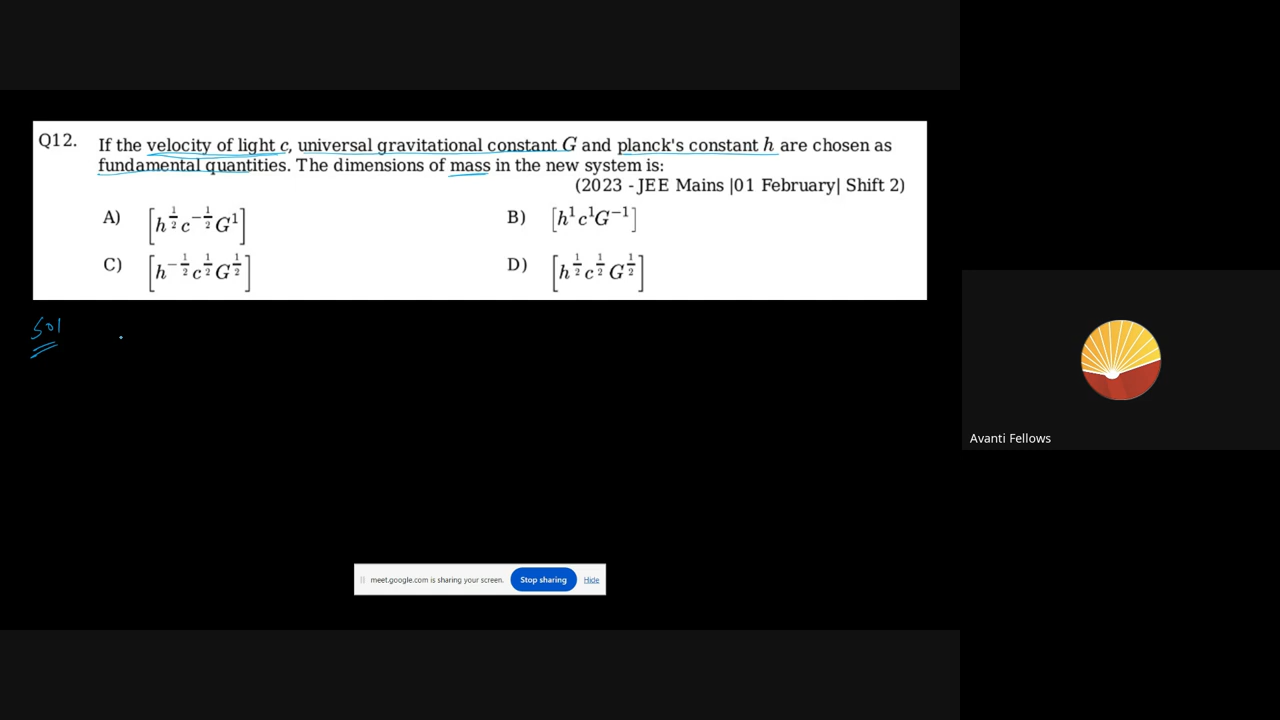 Q12. If the velocity of light c, universal gravitational constant G and planck's constant h are chosen as
fundamental quantities. The dimensions of mass in the new system is:
(2023 - JEE Mains |01 February| Shift 2)
A) [h^{1/2} c^{-1/2} G^1] B) [h^1 c^1 G^{-1}]
C) [h^{-1/2} c^{1/2} G^{1/2}] D) [h^{1/2} c^{1/2} G^{1/2}]
Sol
Avanti Fellows
meet.google.com is sharing your screen. Stop sharing Hide